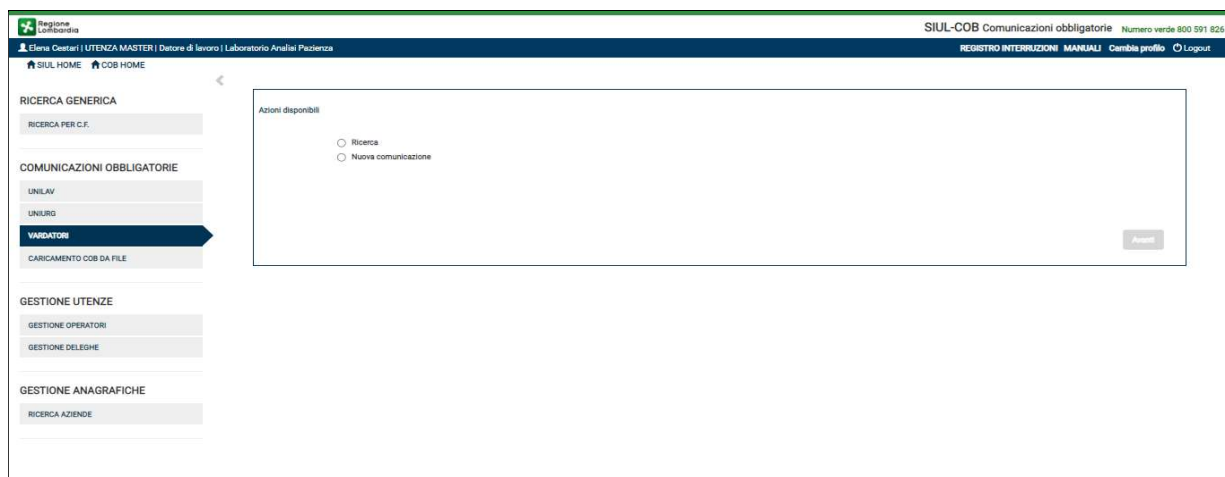 Regione
Lombardia
SIUL-COB Comunicazioni obbligatorie Numero verde 800 591 826
Elena Cestari | UTENZA MASTER | Datore di lavoro | Laboratorio Analisi Pazienza
REGISTRO INTERRUZIONI MANUALI Cambia profilo Logout
SIUL HOME COB HOME
RICERCA GENERICA
RICERCA PER C.F.
COMUNICAZIONI OBBLIGATORIE
UNILAV
UNIURG
VARDATORI
CARICAMENTO COB DA FILE
GESTIONE UTENZE
GESTIONE OPERATORI
GESTIONE DELEGHE
GESTIONE ANAGRAFICHE
RICERCA AZIENDE
Azioni disponibili
Ricerca
Nuova comunicazione
Avanti